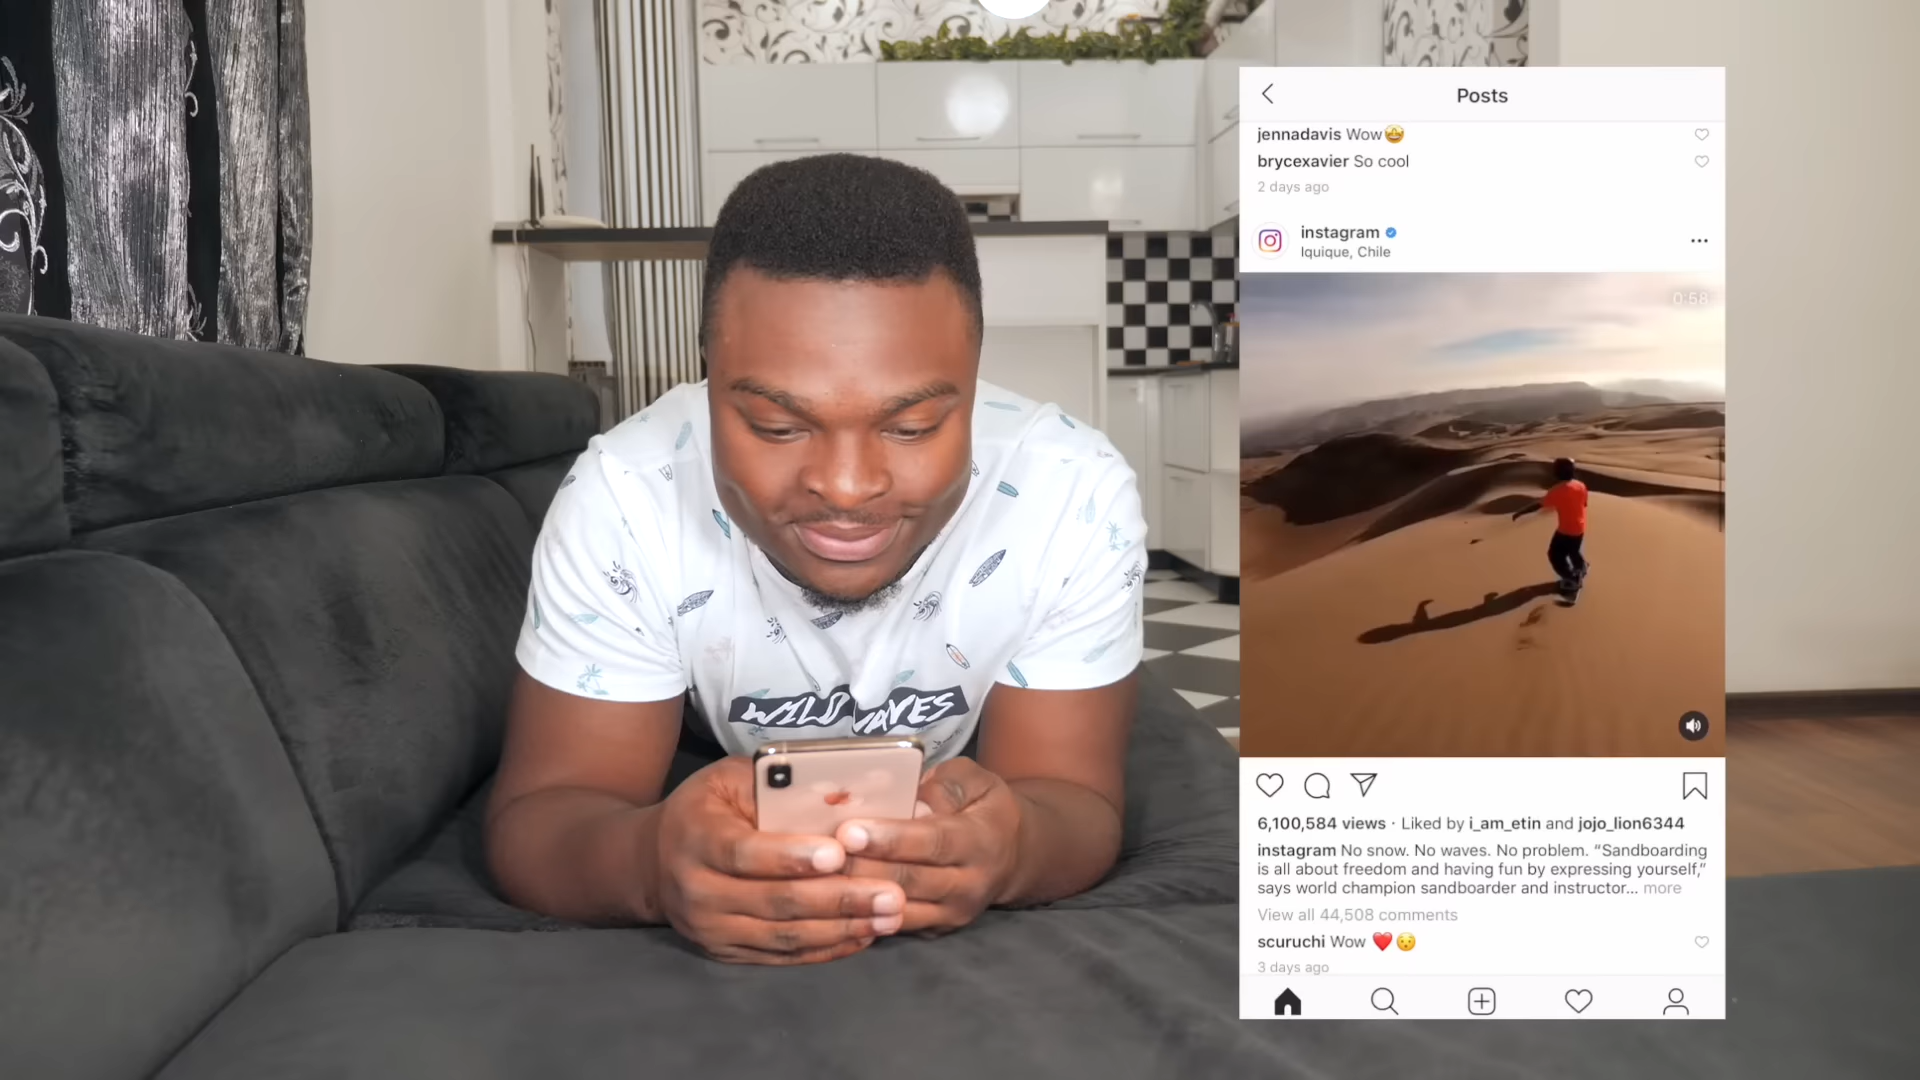 WILD WAVES
Posts
jennadavis Wow🤩
brycexavier So cool
2 days ago
instagram
Iquique, Chile
0:58
6,100,584 views · Liked by i_am_etin and jojo_lion6344
instagram No snow. No waves. No problem. “Sandboarding
is all about freedom and having fun by expressing yourself,”
says world champion sandboarder and instructor... more
View all 44,508 comments
scuruchi Wow ❤️😯
3 days ago